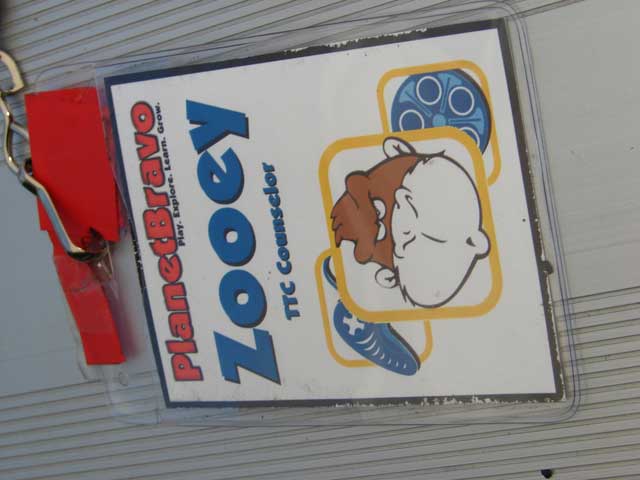 PlanetBravo
Play. Explore. Learn. Grow.
Zooey
TTC Counselor